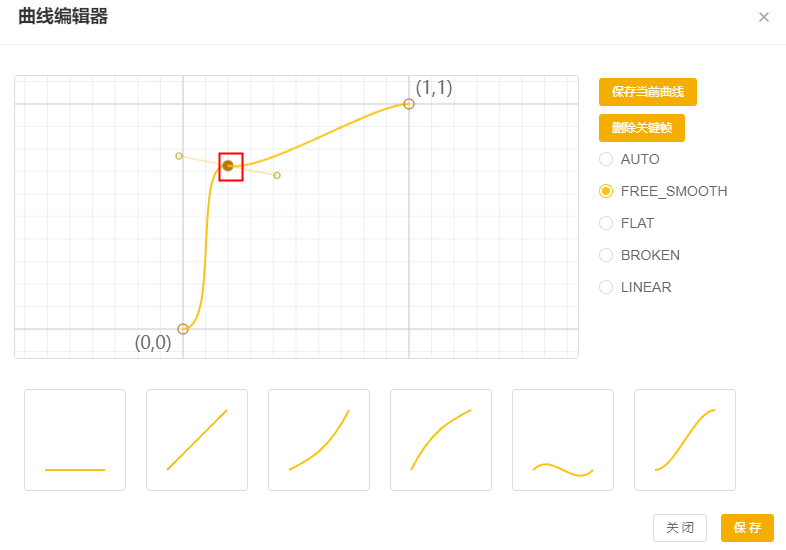 曲线编辑器
(1,1)
(0,0)
保存当前曲线
删除关键帧
AUTO
FREE_SMOOTH
FLAT
BROKEN
LINEAR
关 闭
保 存